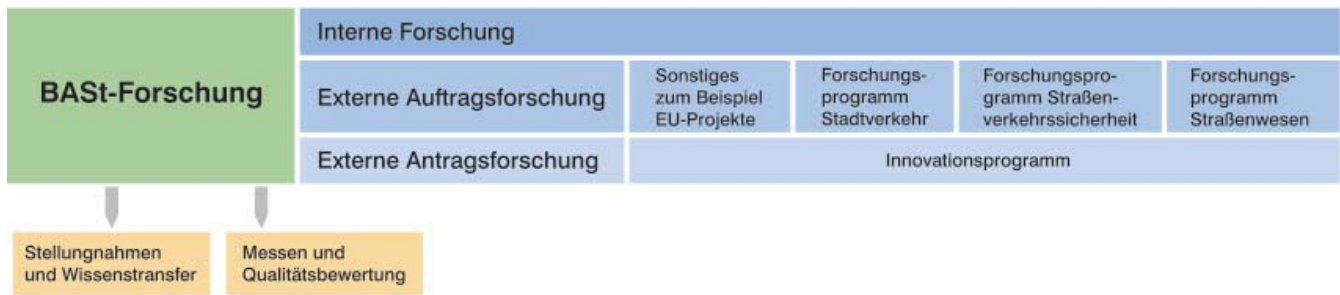 BASt-Forschung
Interne Forschung
Externe Auftragsforschung
Sonstiges
zum Beispiel
EU-Projekte
Forschungs-
programm
Stadtverkehr
Forschungspro-
gramm Straßen-
verkehrssicherheit
Forschungs-
programm
Straßenwesen
Externe Antragsforschung
Innovationsprogramm
Stellungnahmen
und Wissenstransfer
Messen und
Qualitätsbewertung